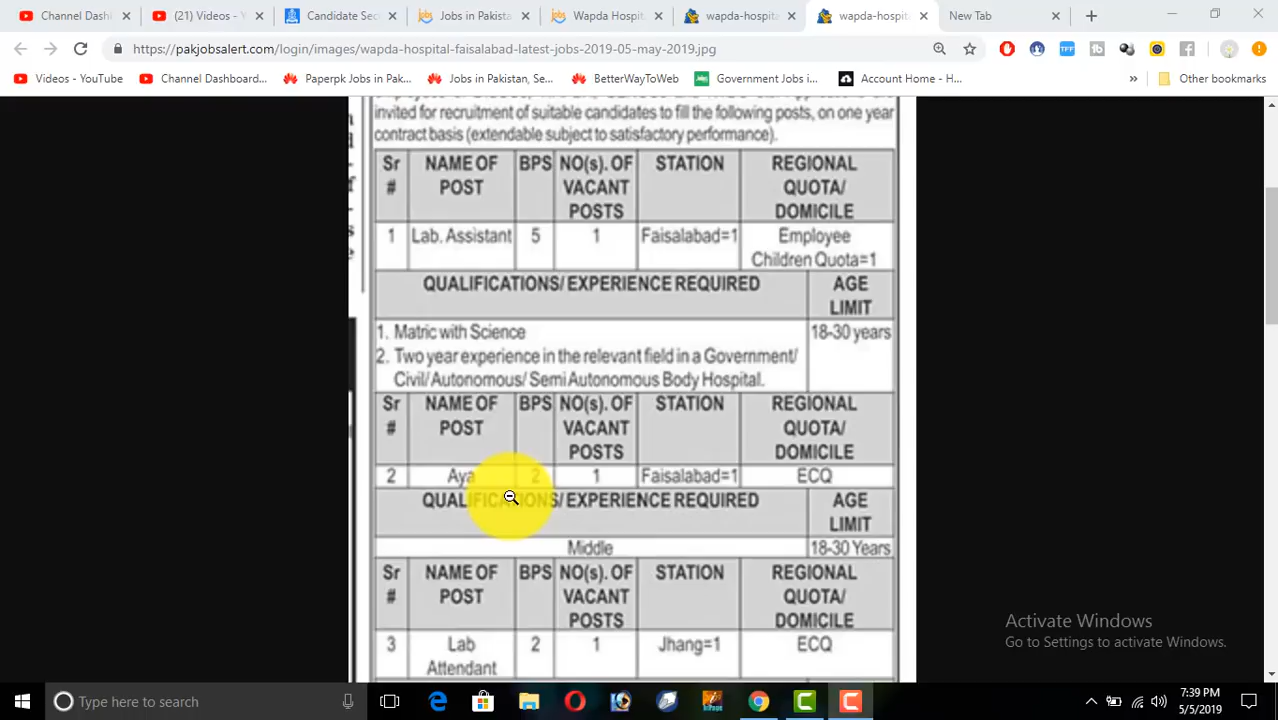 Channel Dashb
(21) Videos - Y
Candidate Sec
Jobs in Pakista
Wapda Hospit
wapda-hospita
wapda-hospit
New Tab
https://pakjobsalert.com/login/images/wapda-hospital-faisalabad-latest-jobs-2019-05-may-2019.jpg
Videos - YouTube
Channel Dashboard...
Paperpk Jobs in Pak...
Jobs in Pakistan, Se...
BetterWayToWeb
Government Jobs i...
Account Home - H...
»
Other bookmarks
invited for recruitment of suitable candidates to fill the following posts, on one year
contract basis (extendable subject to satisfactory performance).
Sr # NAME OF POST BPS NO(s). OF VACANT POSTS STATION REGIONAL QUOTA/ DOMICILE
1 Lab. Assistant 5 1 Faisalabad=1 Employee Children Quota=1
QUALIFICATIONS/ EXPERIENCE REQUIRED AGE LIMIT
1. Matric with Science 18-30 years
2. Two year experience in the relevant field in a Government/
Civil/ Autonomous/ Semi Autonomous Body Hospital.
Sr # NAME OF POST BPS NO(s). OF VACANT POSTS STATION REGIONAL QUOTA/ DOMICILE
2 Aya 2 1 Faisalabad=1 ECQ
QUALIFICATIONS/ EXPERIENCE REQUIRED AGE LIMIT
Middle 18-30 Years
Sr # NAME OF POST BPS NO(s). OF VACANT POSTS STATION REGIONAL QUOTA/ DOMICILE
3 Lab Attendant 2 1 Jhang=1 ECQ
Activate Windows
Go to Settings to activate Windows.
Type here to search
7:39 PM
5/5/2019